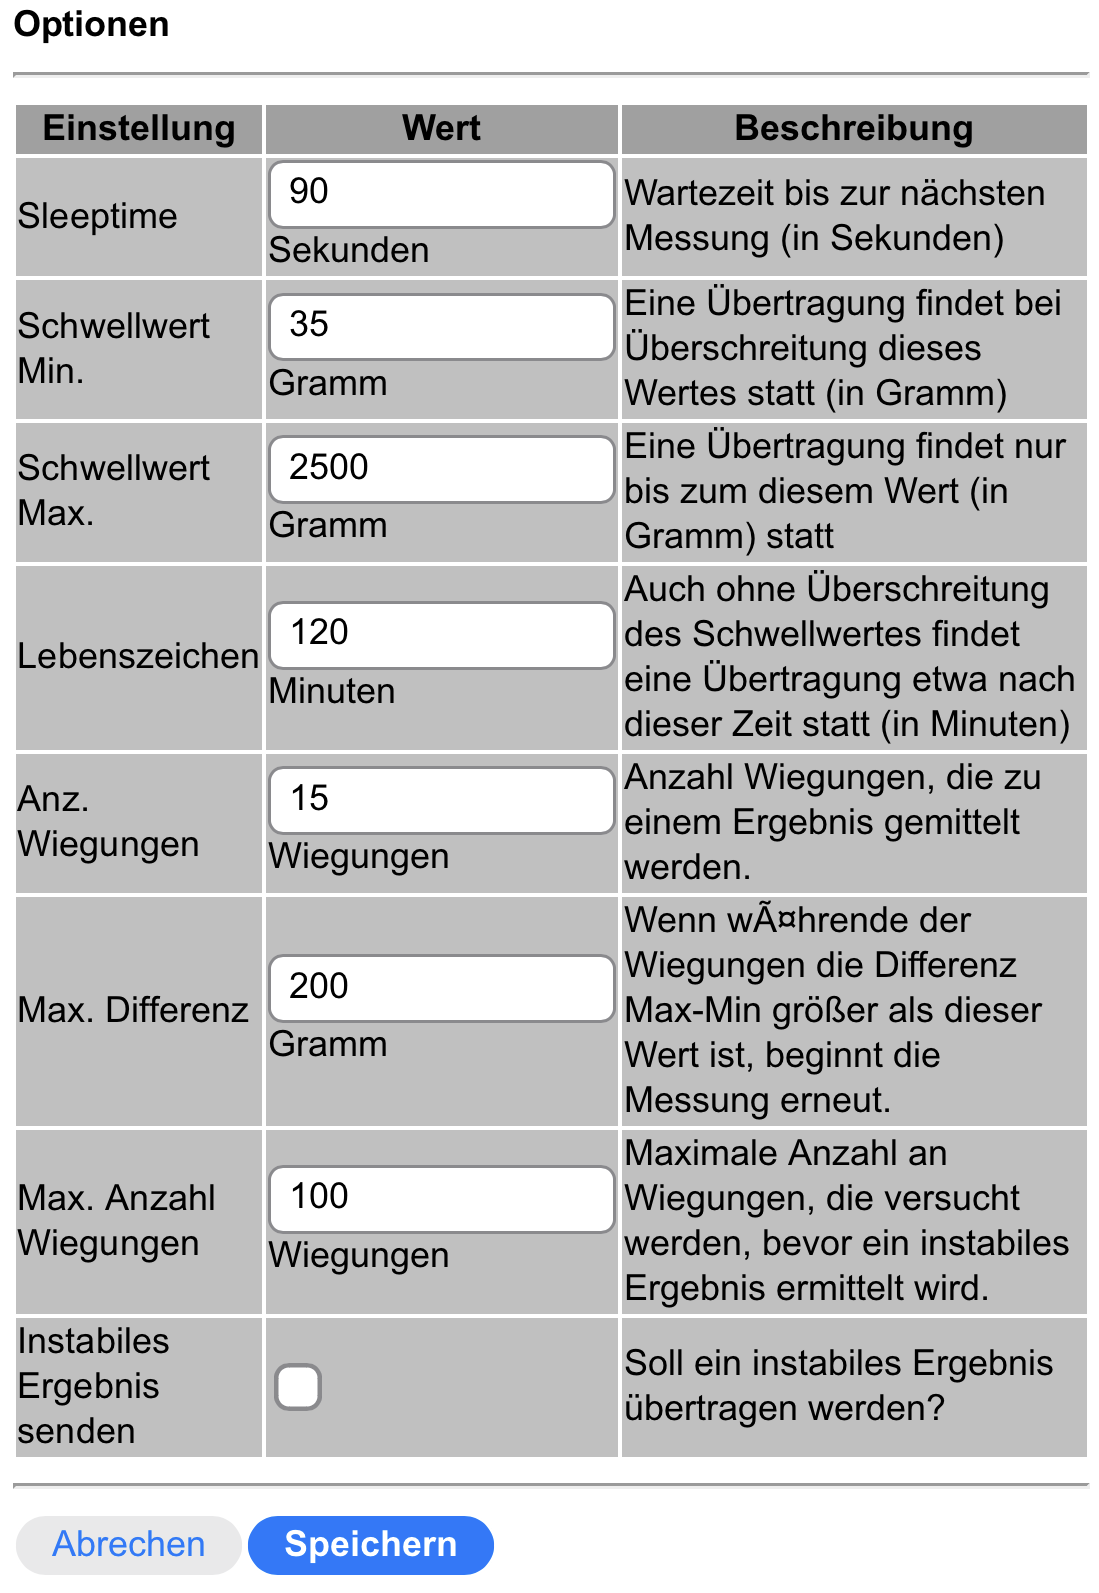 Optionen
Einstellung Wert Beschreibung
Sleeptime
90
Sekunden
Wartezeit bis zur nächsten
Messung (in Sekunden)
Schwellwert
Min.
35
Gramm
Eine Übertragung findet bei
Überschreitung dieses
Wertes statt (in Gramm)
Schwellwert
Max.
2500
Gramm
Eine Übertragung findet nur
bis zum diesem Wert (in
Gramm) statt
Lebenszeichen
120
Minuten
Auch ohne Überschreitung
des Schwellwertes findet
eine Übertragung etwa nach
dieser Zeit statt (in Minuten)
Anz.
Wiegungen
15
Wiegungen
Anzahl Wiegungen, die zu
einem Ergebnis gemittelt
werden.
Max. Differenz
200
Gramm
Wenn wÃ¤hrende der
Wiegungen die Differenz
Max-Min größer als dieser
Wert ist, beginnt die
Messung erneut.
Max. Anzahl
Wiegungen
100
Wiegungen
Maximale Anzahl an
Wiegungen, die versucht
werden, bevor ein instabiles
Ergebnis ermittelt wird.
Instabiles
Ergebnis
senden
Soll ein instabiles Ergebnis
übertragen werden?
Abrechen Speichern